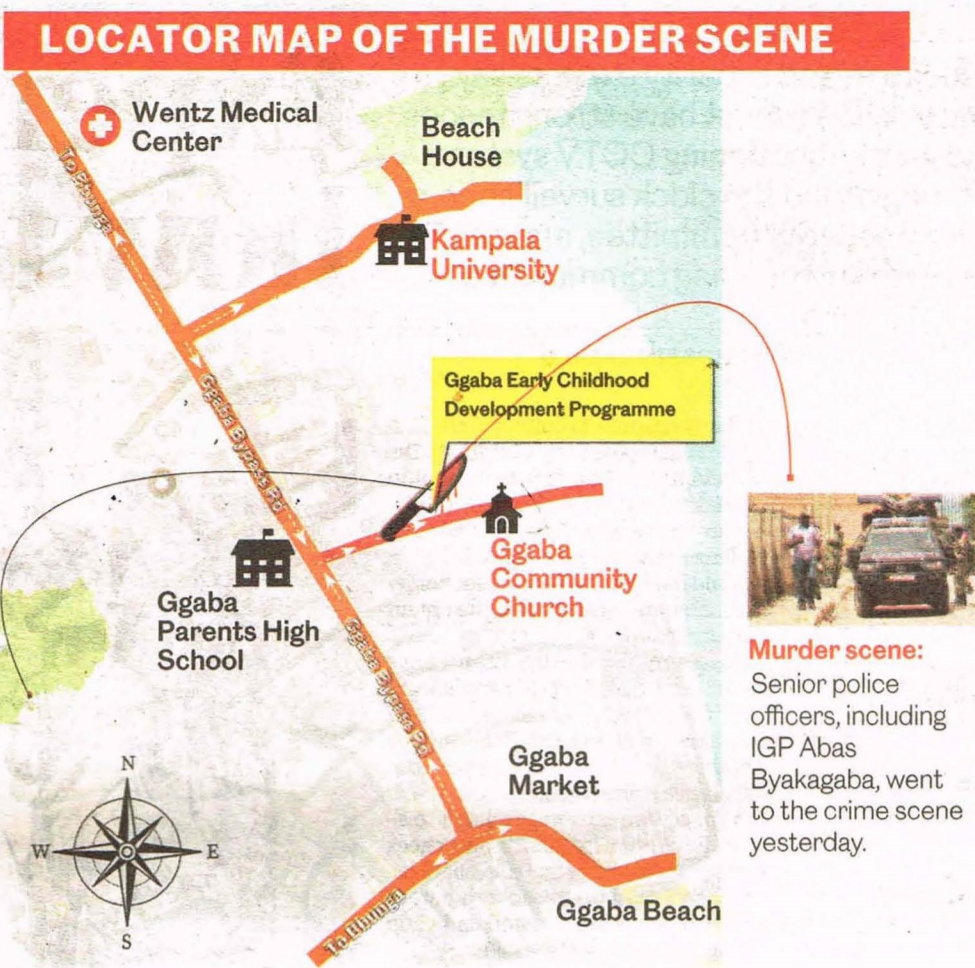 LOCATOR MAP OF THE MURDER SCENE
Wentz Medical
Center
Beach
House
To Bbunga
Kampala
University
Ggaba Bypass Rd
Ggaba Early Childhood
Development Programme
Ggaba
Community
Church
Ggaba
Parents High
School
Ggaba Bypass Rd
Murder scene:
Senior police
officers, including
IGP Abas
Byakagaba, went
to the crime scene
yesterday.
Ggaba
Market
N
W
E
S
To Bbunga
Ggaba Beach